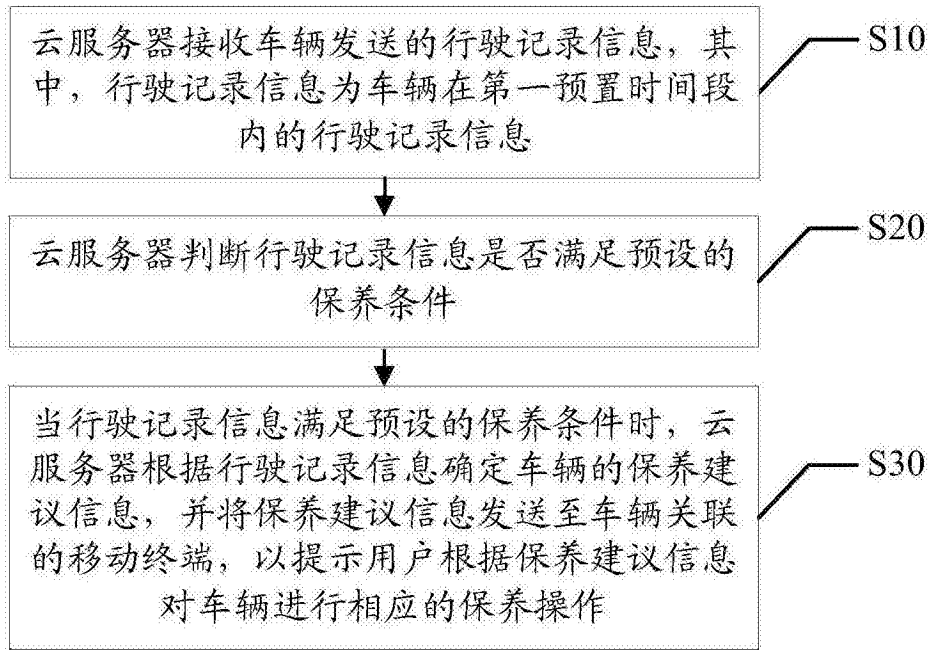 云服务器接收车辆发送的行驶记录信息，其
中，行驶记录信息为车辆在第一预置时间段
内的行驶记录信息
S10
云服务器判断行驶记录信息是否满足预设的
保养条件
S20
当行驶记录信息满足预设的保养条件时，云
服务器根据行驶记录信息确定车辆的保养建
议信息，并将保养建议信息发送至车辆关联
的移动终端，以提示用户根据保养建议信息
对车辆进行相应的保养操作
S30